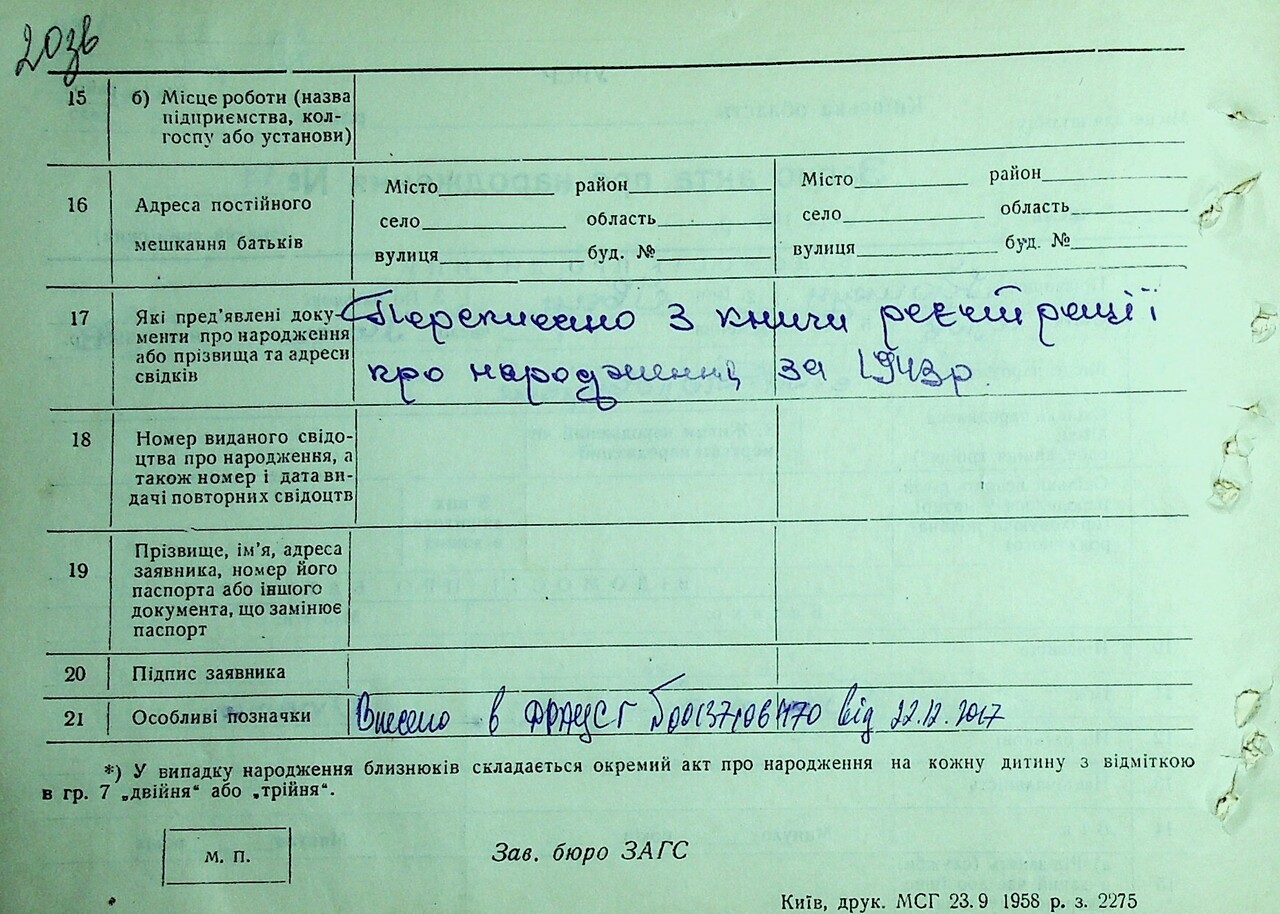 20зв
15 б) Місце роботи (назва
підприємства, кол-
госпу або установи)
16 Адреса постійного
мешкання батьків
Місто район Місто район
село область село область
вулиця буд. № вулиця буд. №
17 Які пред’явлені доку-
менти про народження
або прізвища та адреси
свідків
Переписано з книги реєстрації
про народження за 1943р
18 Номер виданого свідо-
цтва про народження, а
також номер і дата ви-
дачі повторних свідоцтв
19 Прізвище, ім’я, адреса
заявника, номер його
паспорта або іншого
документа, що замінює
паспорт
20 Підпис заявника
21 Особливі позначки Внесено в ДРАЦСГ від 22.12.2017
*) У випадку народження близнюків складається окремий акт про народження на кожну дитину з відміткою
в гр. 7 „двійня“ або „трійня“.
М. П. Зав. бюро ЗАГС
Київ, друк. МСГ 23.9 1958 р. з. 2275